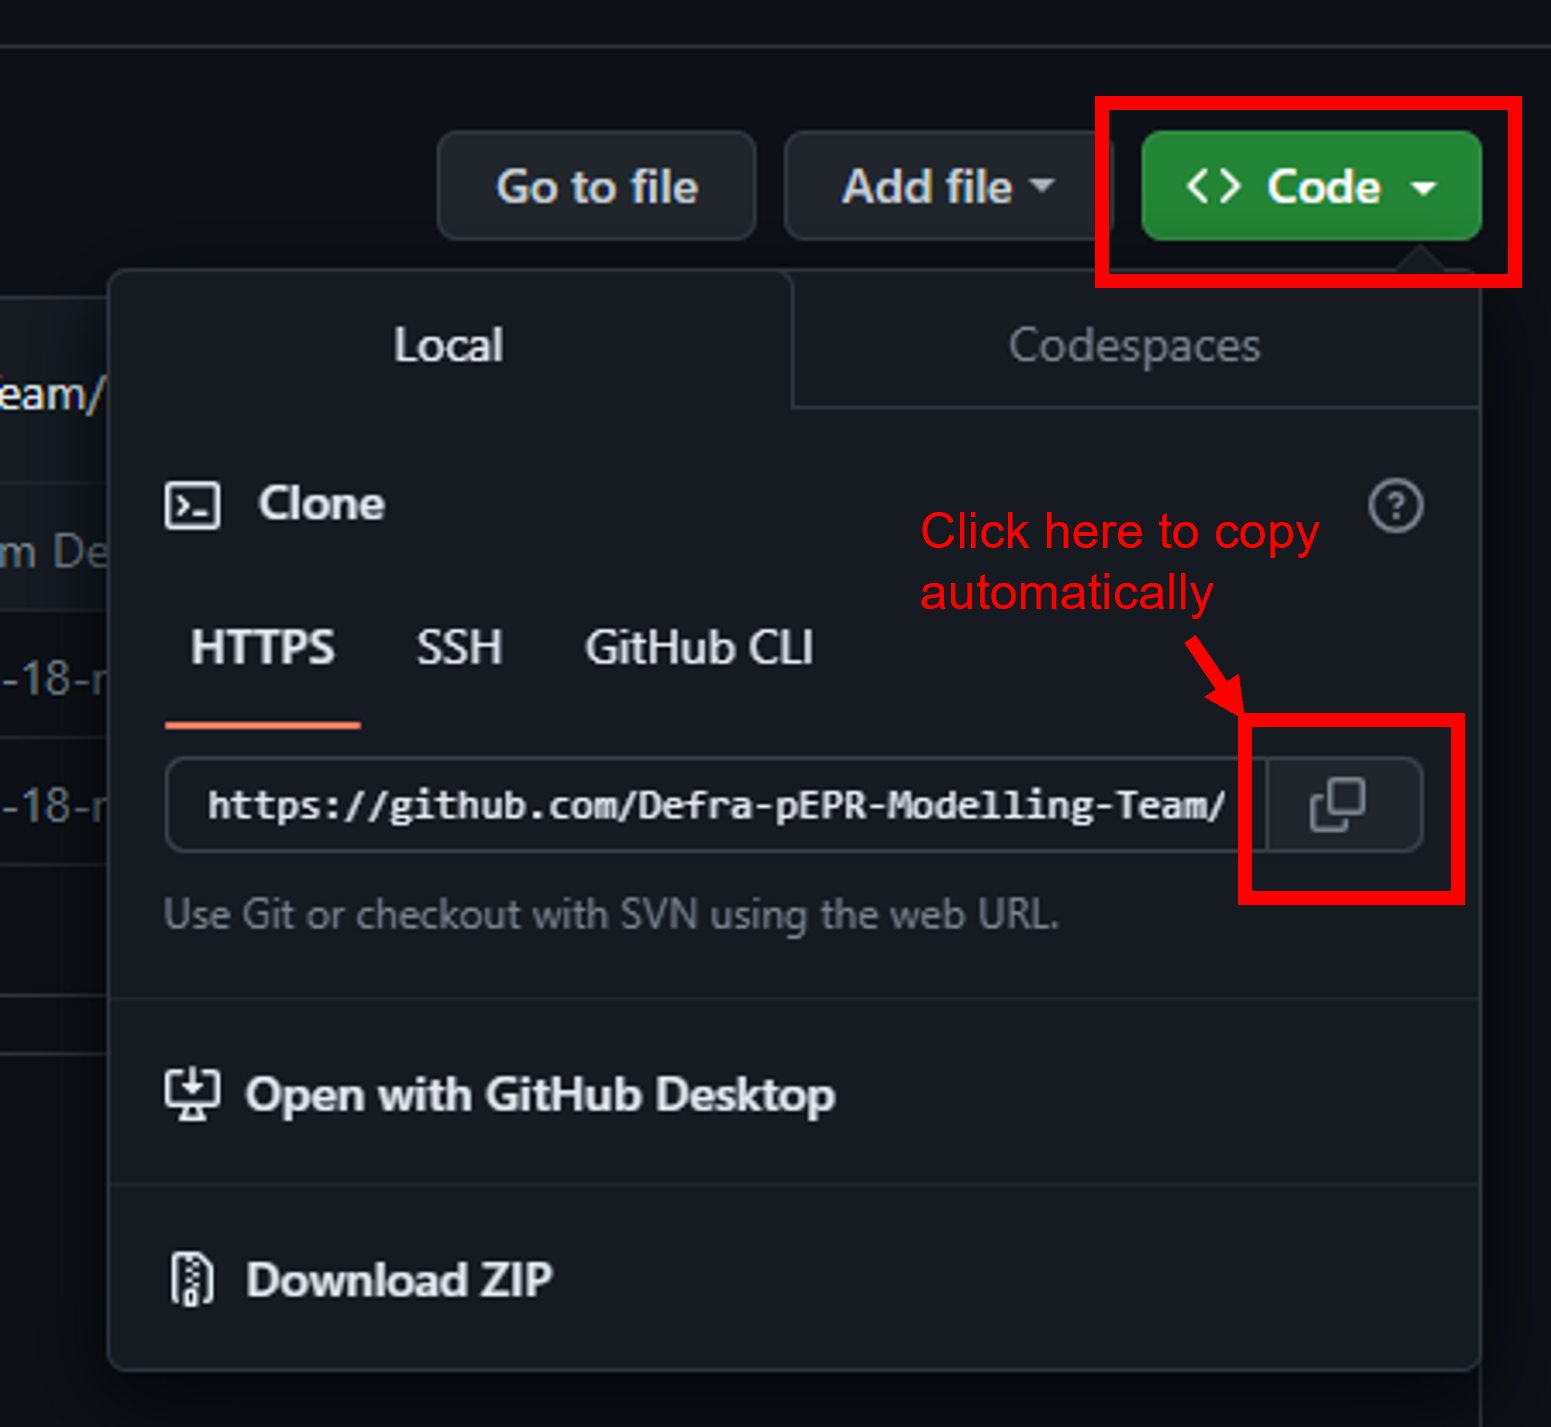 Go to file
Add file
<> Code
Local
Codespaces
eam/
Clone
Click here to copy
automatically
m De
HTTPS
SSH
GitHub CLI
-18-
https://github.com/Defra-pEPR-Modelling-Team/
-18-
Use Git or checkout with SVN using the web URL.
Open with GitHub Desktop
Download ZIP